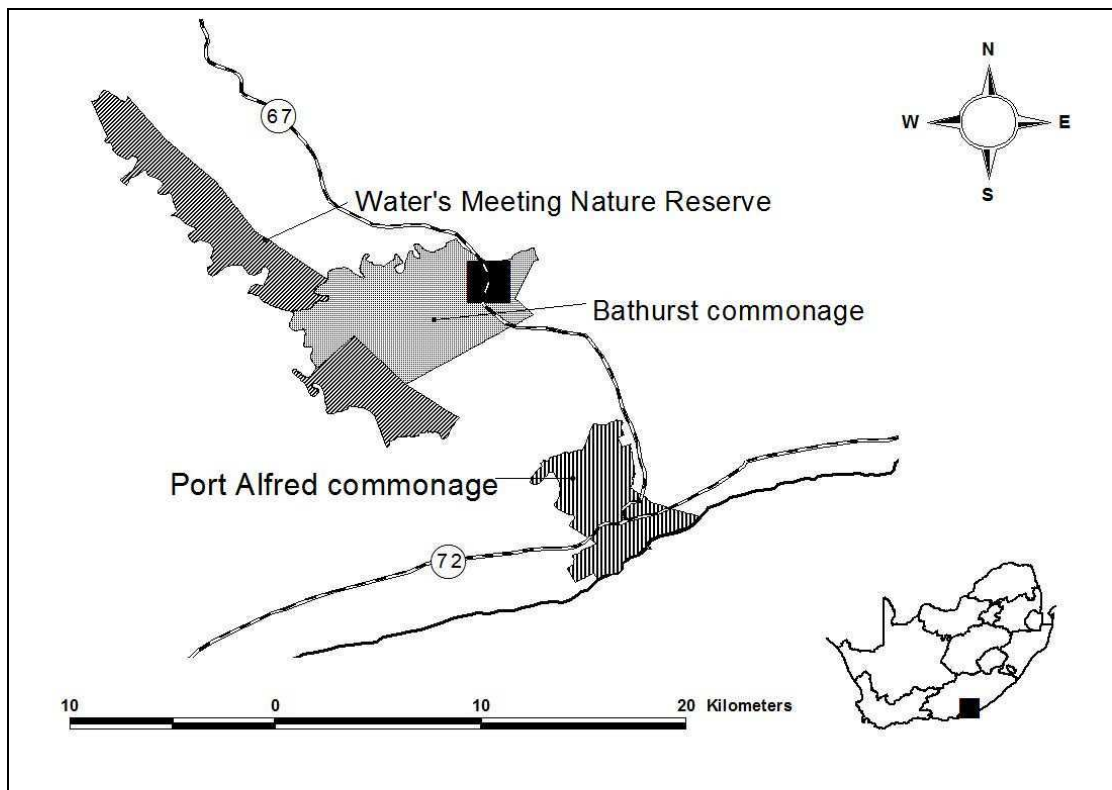 N
67
W
E
S
Water's Meeting Nature Reserve
Bathurst commonage
Port Alfred commonage
72
10
0
10
20
Kilometers